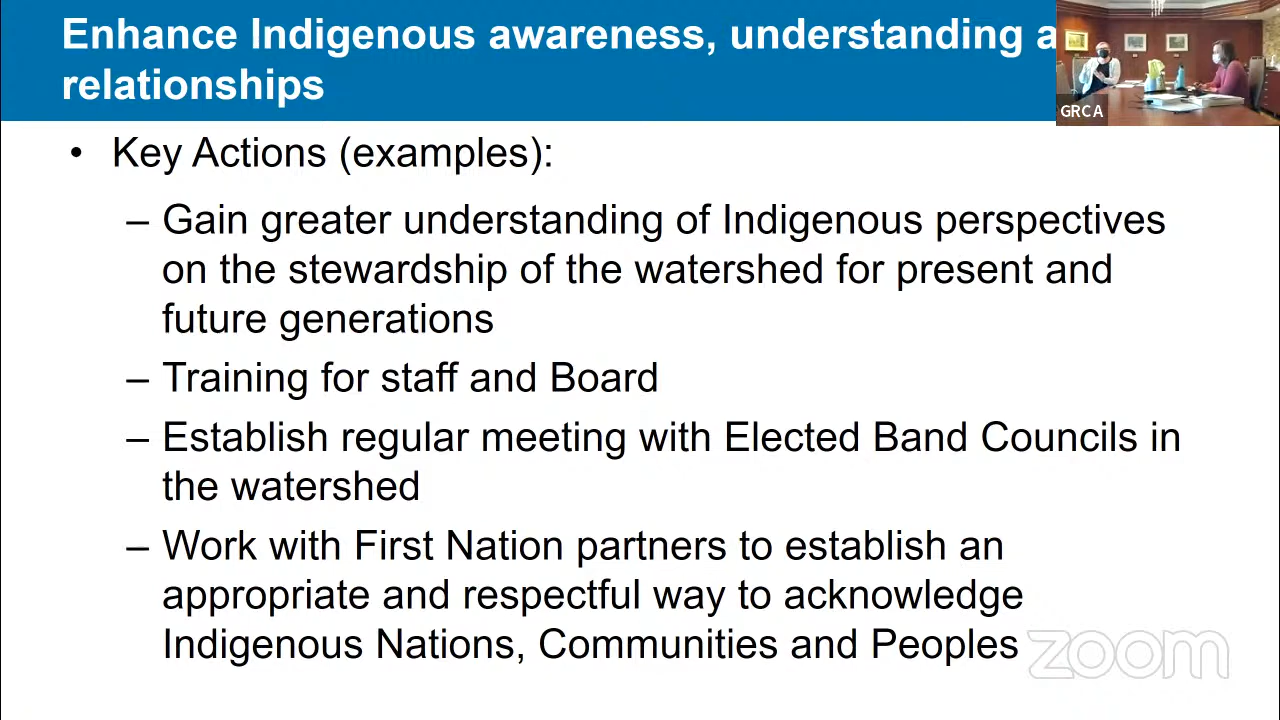 Enhance Indigenous awareness, understanding a
relationships
GRCA
• Key Actions (examples):
– Gain greater understanding of Indigenous perspectives
on the stewardship of the watershed for present and
future generations
– Training for staff and Board
– Establish regular meeting with Elected Band Councils in
the watershed
– Work with First Nation partners to establish an
appropriate and respectful way to acknowledge
Indigenous Nations, Communities and Peoples
zoom